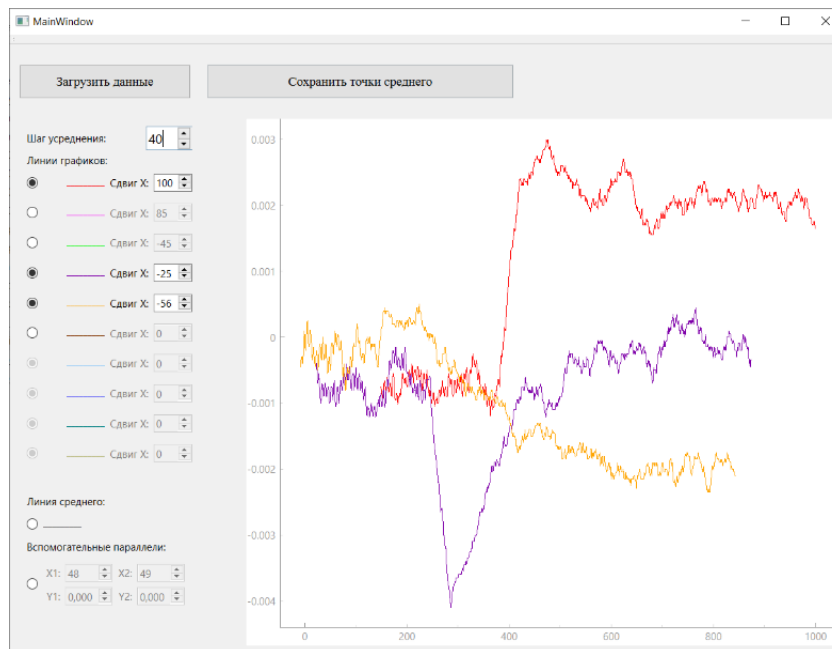 MainWindow
Загрузить данные
Сохранить точки среднего
Шаг усреднения: 40
Линии графиков:
Сдвиг X: 100
Сдвиг X: 85
Сдвиг X: -45
Сдвиг X: -25
Сдвиг X: -56
Сдвиг X: 0
Сдвиг X: 0
Сдвиг X: 0
Сдвиг X: 0
Сдвиг X: 0
Линия среднего:
Вспомогательные параллели:
X1: 48 X2: 49
Y1: 0,000 Y2: 0,000
0.003
0.002
0.001
0
-0.001
-0.002
-0.003
-0.004
0 200 400 600 800 1000